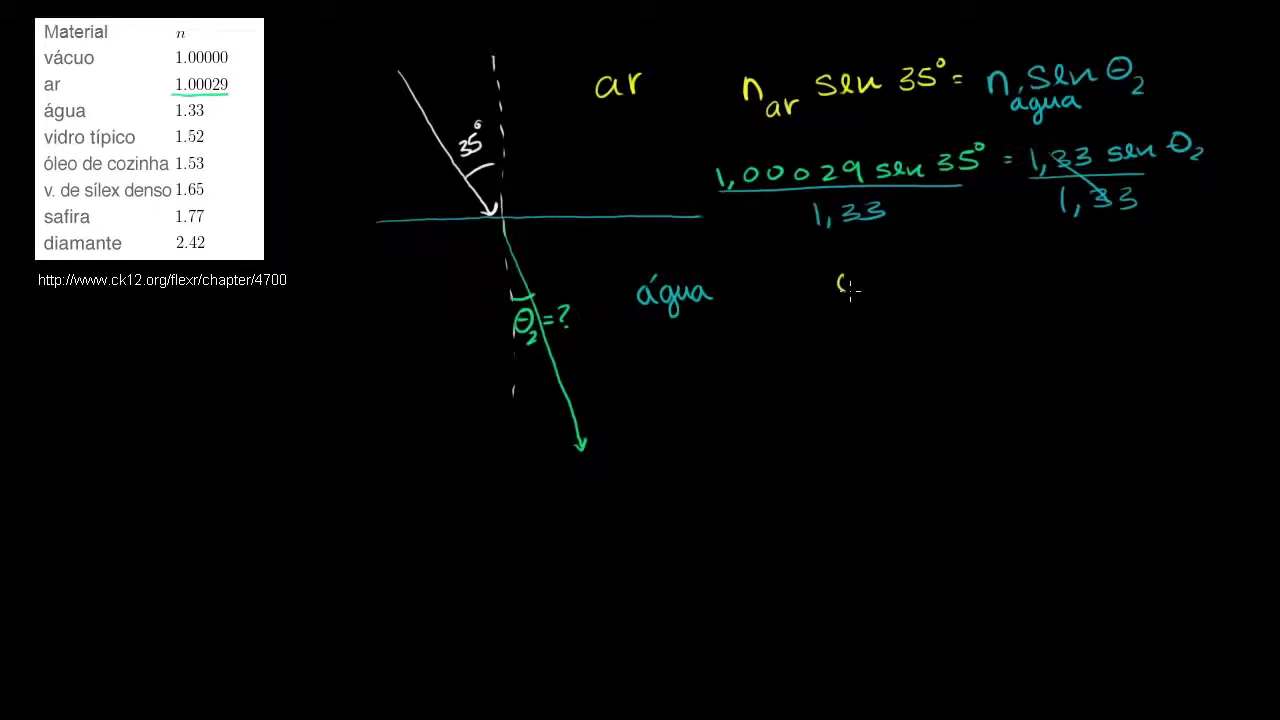 Material n
vácuo 1.00000
ar 1.00029
água 1.33
vidro típico 1.52
óleo de cozinha 1.53
v. de sílex denso 1.65
safira 1.77
diamante 2.42
http://www.ck12.org/flexr/chapter/4700
35°
ar
θ₂=?
água
n ar sen 35° = n água sen θ₂
1,00029 sen 35° = 1,33 sen θ₂
1,33 1,33